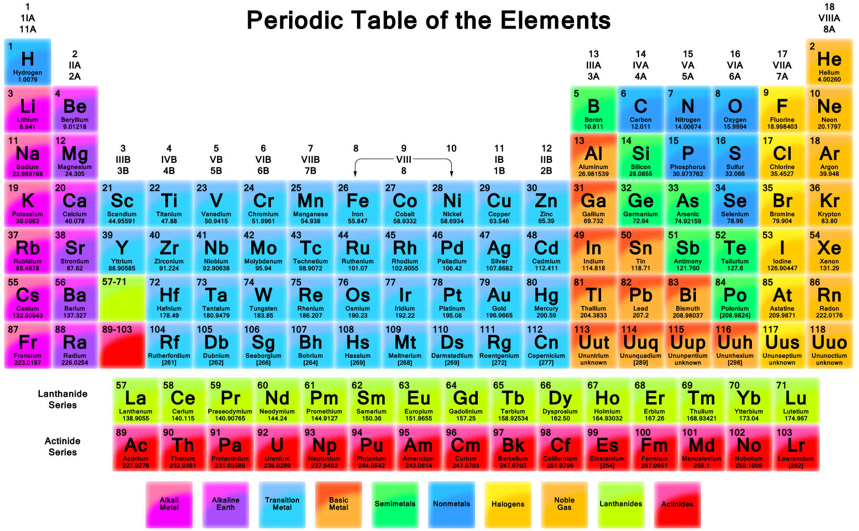 Periodic Table of the Elements
1 18
1IA VIIIA
11A 8A
1 2
H He
Hydrogen Helium
1.0079 4.00260
2 13 14 15 16 17
IIA IIIA IVA VA VIA VIIA
2A 3A 4A 5A 6A 7A
3 4 5 6 7 8 9 10
Li Be B C N O F Ne
Lithium Beryllium Boron Carbon Nitrogen Oxygen Fluorine Neon
6.941 9.01218 10.811 12.011 14.00674 15.9994 18.998403 20.1797
11 12 13 14 15 16 17 18
Na Mg Al Si P S Cl Ar
Sodium Magnesium Aluminum Silicon Phosphorus Sulfur Chlorine Argon
22.989768 24.305 26.981539 28.0855 30.973762 32.066 35.4527 39.948
3 4 5 6 7 8 9 10 11 12
IIIB IVB VB VIB VIIB VIII IB IIB
3B 4B 5B 6B 7B 8 1B 2B
19 20 21 22 23 24 25 26 27 28 29 30 31 32 33 34 35 36
K Ca Sc Ti V Cr Mn Fe Co Ni Cu Zn Ga Ge As Se Br Kr
Potassium Calcium Scandium Titanium Vanadium Chromium Manganese Iron Cobalt Nickel Copper Zinc Gallium Germanium Arsenic Selenium Bromine Krypton
39.0983 40.078 44.95591 47.88 50.9415 51.9961 54.938 55.847 58.9332 58.6934 63.546 65.39 69.732 72.64 74.92159 78.96 79.904 83.80
37 38 39 40 41 42 43 44 45 46 47 48 49 50 51 52 53 54
Rb Sr Y Zr Nb Mo Tc Ru Rh Pd Ag Cd In Sn Sb Te I Xe
Rubidium Strontium Yttrium Zirconium Niobium Molybdenum Technetium Ruthenium Rhodium Palladium Silver Cadmium Indium Tin Antimony Tellurium Iodine Xenon
85.4678 87.62 88.90585 91.224 92.90638 95.94 98.9072 101.07 102.9055 106.42 107.8682 112.411 114.818 118.71 121.760 127.6 126.90447 131.29
55 56 57-71 72 73 74 75 76 77 78 79 80 81 82 83 84 85 86
Cs Ba Hf Ta W Re Os Ir Pt Au Hg Tl Pb Bi Po At Rn
Cesium Barium Hafnium Tantalum Tungsten Rhenium Osmium Iridium Platinum Gold Mercury Thallium Lead Bismuth Polonium Astatine Radon
132.90543 137.327 178.49 180.9479 183.85 186.207 190.23 192.22 195.08 196.9665 200.59 204.3833 207.2 208.98037 [208.9824] 209.9871 222.0176
87 88 89-103 104 105 106 107 108 109 110 111 112 113 114 115 116 117 118
Fr Ra Rf Db Sg Bh Hs Mt Ds Rg Cn Uut Uuq Uup Uuh Uus Uuo
Francium Radium Rutherfordium Dubnium Seaborgium Bohrium Hassium Meitnerium Darmstadtium Roentgenium Copernicium Ununtrium Ununquadium Ununpentium Ununhexium Ununseptium Ununoctium
223.0197 226.0254 [261] [262] [266] [264] [269] [268] [269] [272] [277] unknown [289] unknown [298] unknown unknown
Lanthanide Series
57 58 59 60 61 62 63 64 65 66 67 68 69 70 71
La Ce Pr Nd Pm Sm Eu Gd Tb Dy Ho Er Tm Yb Lu
Lanthanum Cerium Praseodymium Neodymium Promethium Samarium Europium Gadolinium Terbium Dysprosium Holmium Erbium Thulium Ytterbium Lutetium
138.9055 140.115 140.90765 144.24 144.9127 150.36 151.9655 157.25 158.92534 162.50 164.93032 167.26 168.93421 173.04 174.967
Actinide Series
89 90 91 92 93 94 95 96 97 98 99 100 101 102 103
Ac Th Pa U Np Pu Am Cm Bk Cf Es Fm Md No Lr
Actinium Thorium Protactinium Uranium Neptunium Plutonium Americium Curium Berkelium Californium Einsteinium Fermium Mendelevium Nobelium Lawrencium
227.0278 232.0381 231.03588 238.0289 237.0482 244.0642 243.0614 247.0703 247.0703 251.0796 [254] 257.0951 258.1 259.1009 [262]
Alkali Metal
Alkaline Earth
Transition Metal
Basic Metal
Semimetals
Nonmetals
Halogens
Noble Gas
Lanthanides
Actinides